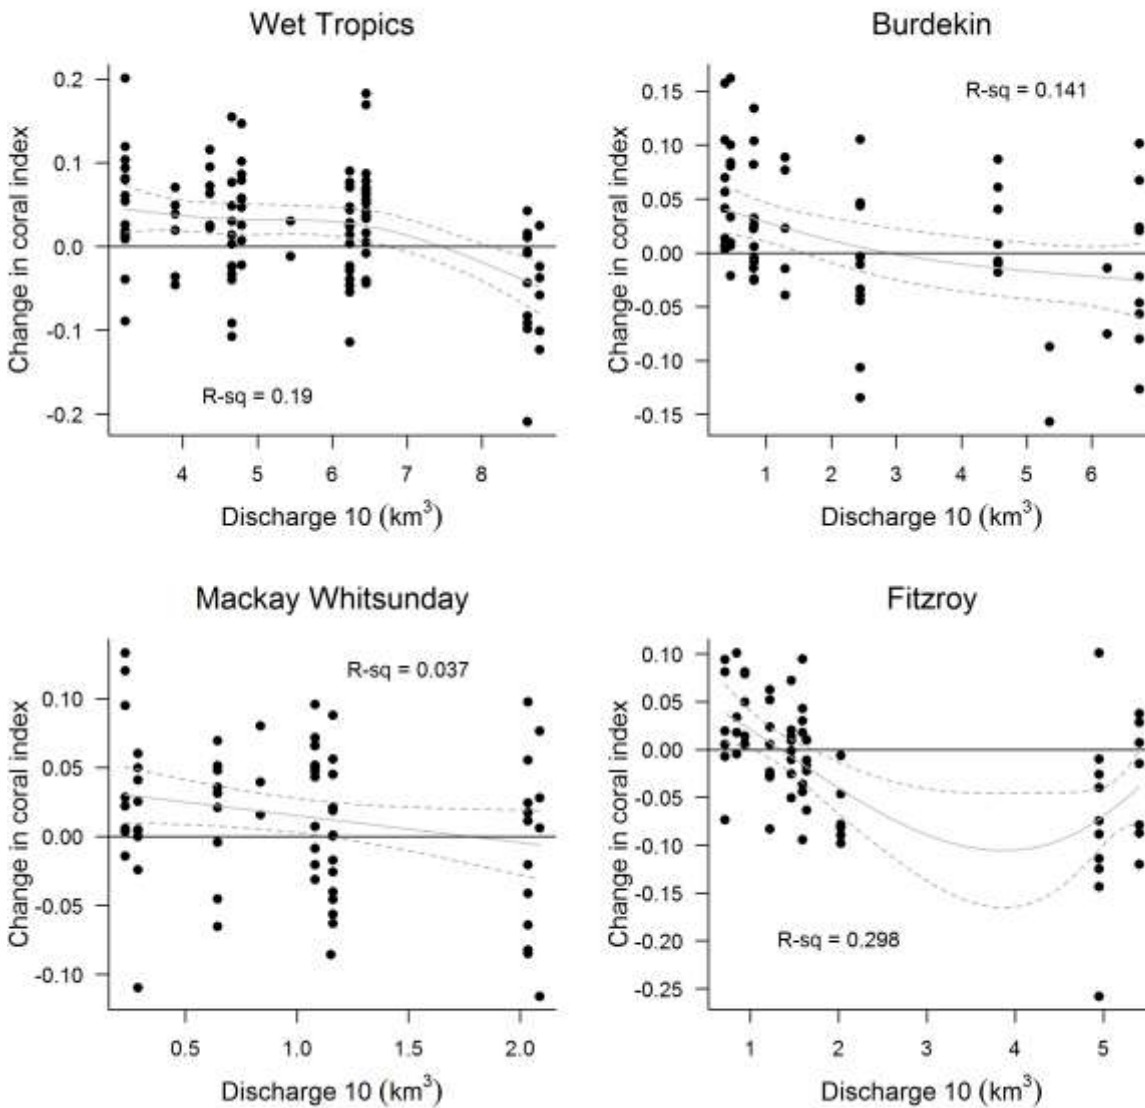 Wet Tropics
Change in coral index
0.2
0.1
0.0
-0.1
-0.2
R-sq = 0.19
4 5 6 7 8
Discharge 10 (km³)
Burdekin
Change in coral index
0.15
0.10
0.05
0.00
-0.05
-0.10
-0.15
R-sq = 0.141
1 2 3 4 5 6
Discharge 10 (km³)
Mackay Whitsunday
Change in coral index
0.10
0.05
0.00
-0.05
-0.10
R-sq = 0.037
0.5 1.0 1.5 2.0
Discharge 10 (km³)
Fitzroy
Change in coral index
0.10
0.05
0.00
-0.05
-0.10
-0.15
-0.20
-0.25
R-sq = 0.298
1 2 3 4 5
Discharge 10 (km³)